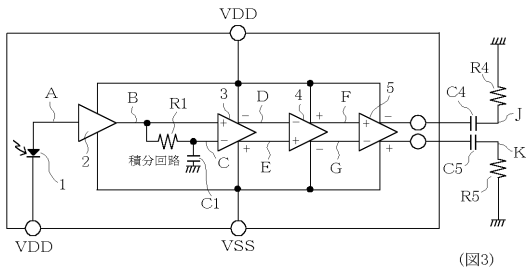 VDD
A
B
R1
3
D
4
F
5
C4
R4
J
2
+
−
−
+
+
−
+
−
+
−
−
+
C
E
G
C5
K
1
積分回路
C1
R5
VDD
VSS
(図3)